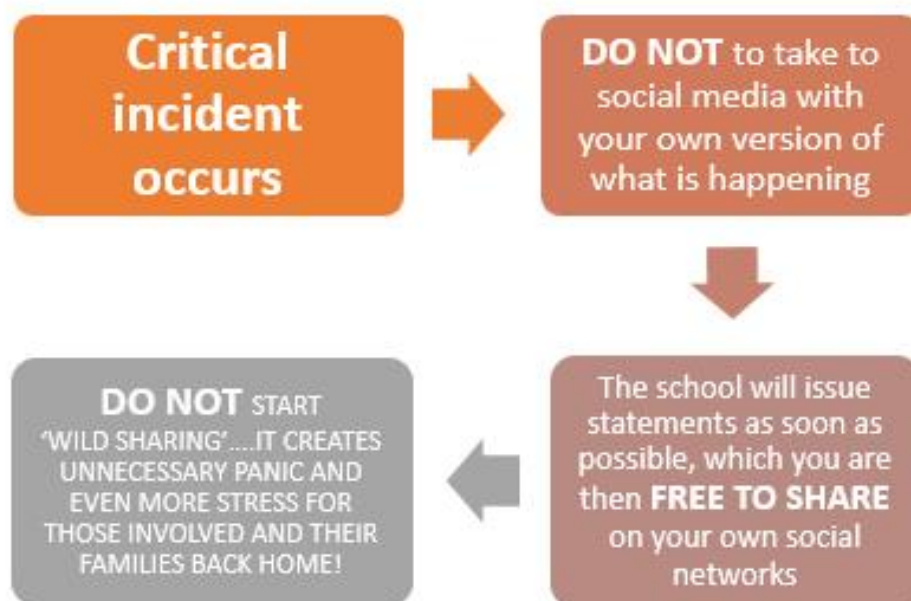 Critical
incident
occurs
DO NOT to take to
social media with
your own version of
what is happening
The school will issue
statements as soon as
possible, which you are
then FREE TO SHARE
on your own social
networks
DO NOT START
‘WILD SHARING’....IT CREATES
UNNECESSARY PANIC AND
EVEN MORE STRESS FOR
THOSE INVOLVED AND THEIR
FAMILIES BACK HOME!